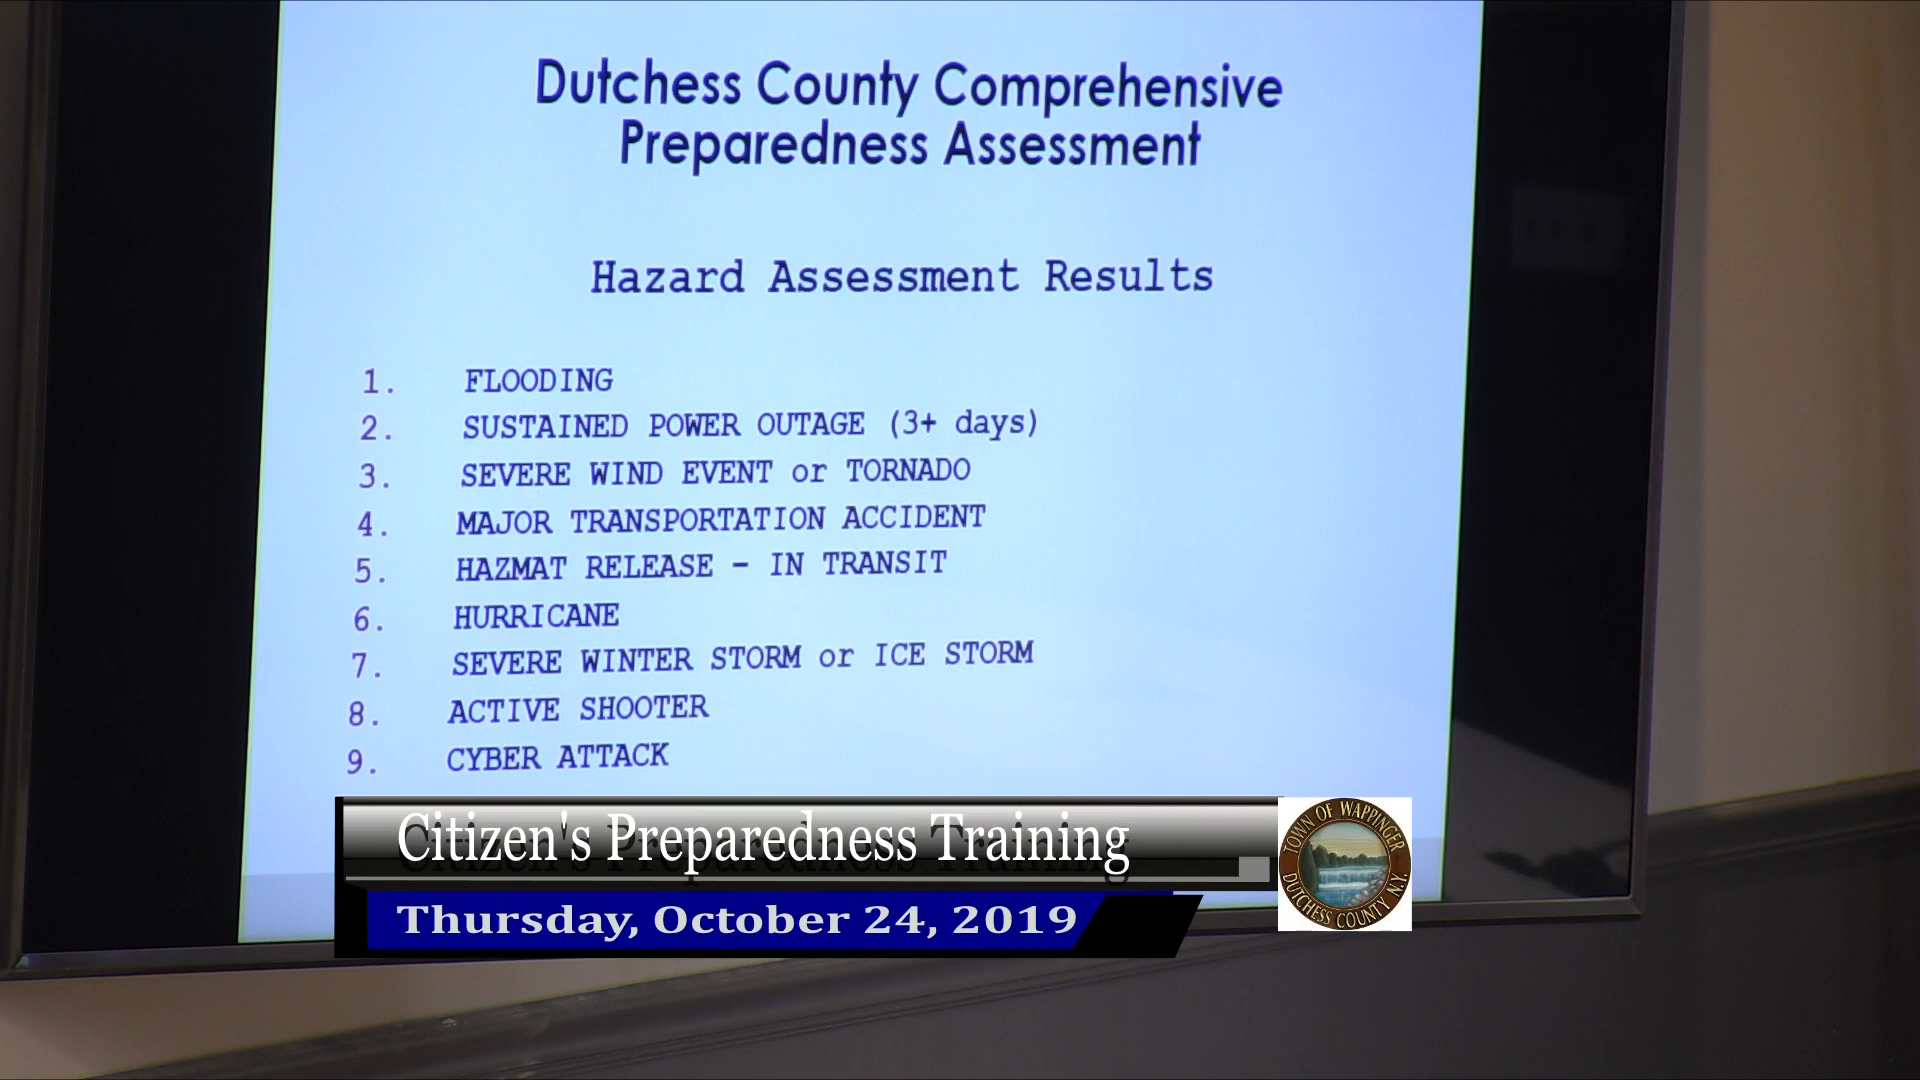 Dutchess County Comprehensive
Preparedness Assessment
Hazard Assessment Results
1. FLOODING
2. SUSTAINED POWER OUTAGE (3+ days)
3. SEVERE WIND EVENT or TORNADO
4. MAJOR TRANSPORTATION ACCIDENT
5. HAZMAT RELEASE - IN TRANSIT
6. HURRICANE
7. SEVERE WINTER STORM or ICE STORM
8. ACTIVE SHOOTER
9. CYBER ATTACK
Citizen's Preparedness Training
Thursday, October 24, 2019
TOWN OF WAPPINGER
DUTCHESS COUNTY N.Y.